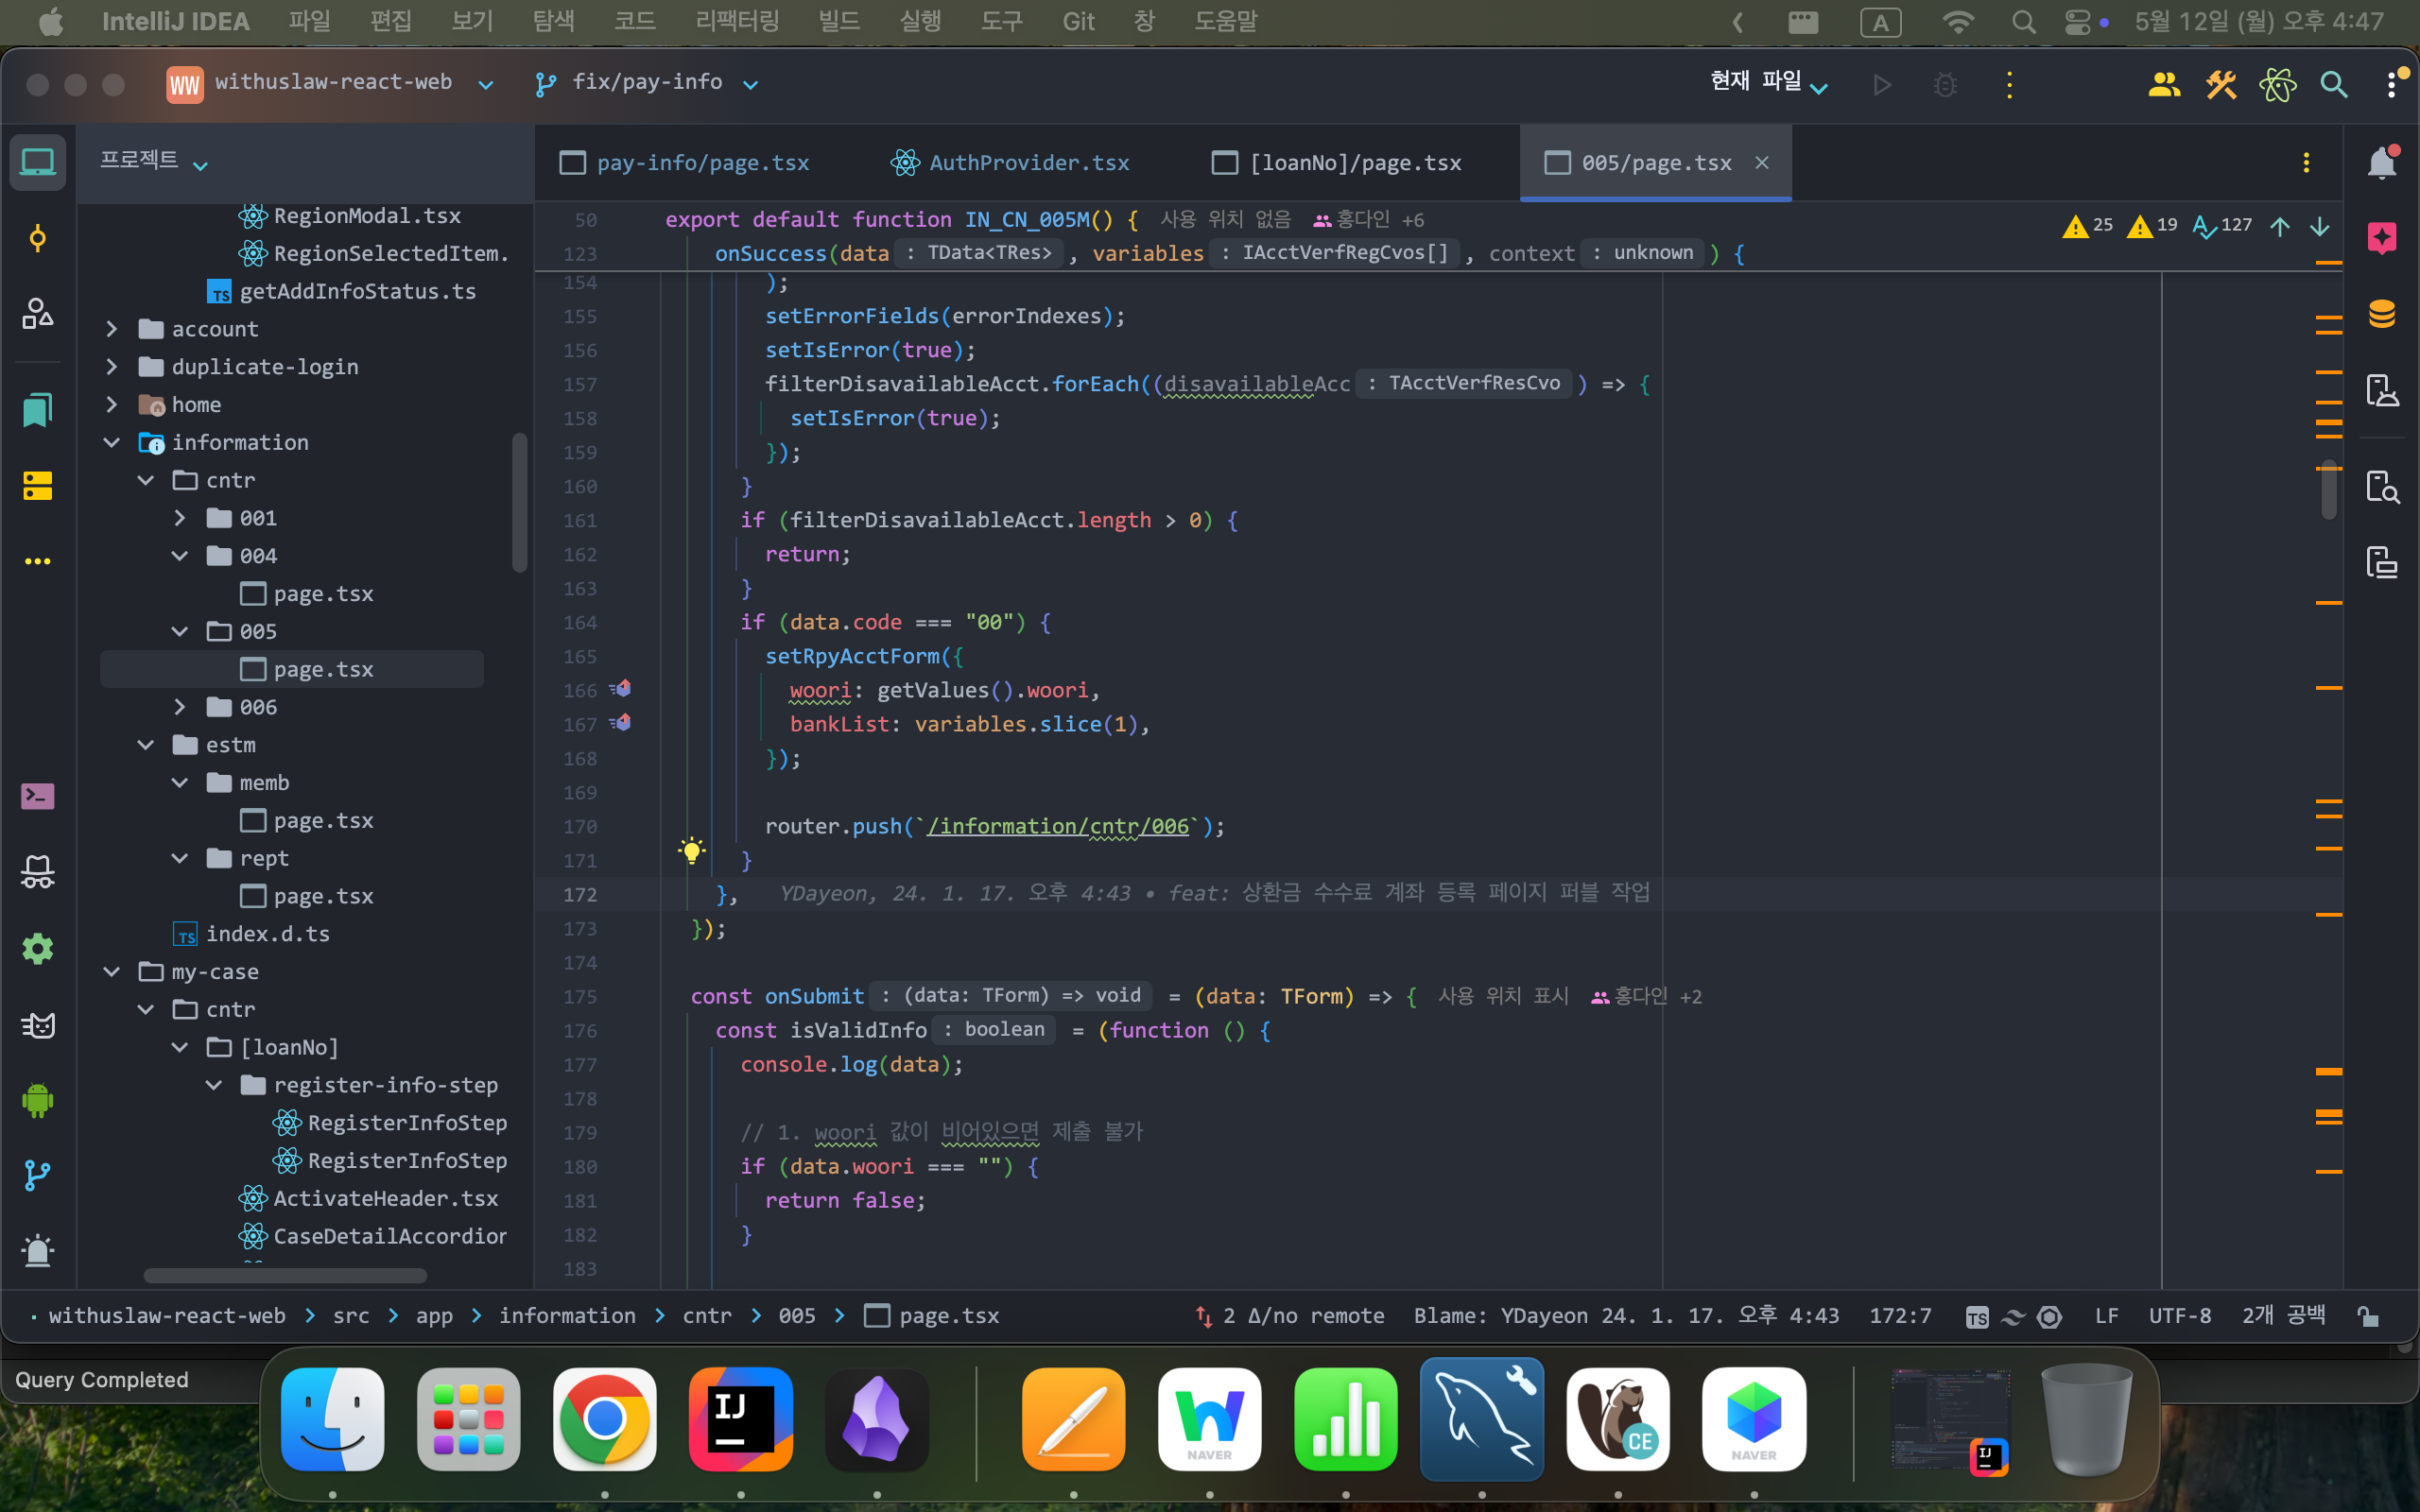 IntelliJ IDEA 파일 편집 보기 탐색 코드 리팩터링 빌드 실행 도구 Git 창 도움말 A 5월 12일 (월) 오후 4:47
WW withuslaw-react-web fix/pay-info 현재 파일
프로젝트
pay-info/page.tsx AuthProvider.tsx [loanNo]/page.tsx 005/page.tsx
RegionModal.tsx
RegionSelectedItem.
TS getAddInfoStatus.ts
account
duplicate-login
home
information
cntr
001
004
page.tsx
005
page.tsx
006
estm
memb
page.tsx
rept
page.tsx
TS index.d.ts
my-case
cntr
[loanNo]
register-info-step
RegisterInfoStep
RegisterInfoStep
ActivateHeader.tsx
CaseDetailAccordior
25 19 127
50 export default function IN_CN_005M() { 사용 위치 없음 홍다인 +6
123 onSuccess(data : TData<TRes> , variables : IAcctVerfRegCvos[] , context : unknown ) {
154 );
155 setErrorFields(errorIndexes);
156 setIsError(true);
157 filterDisavailableAcct.forEach((disavailableAcc : TAcctVerfResCvo ) => {
158 setIsError(true);
159 });
160 }
161 if (filterDisavailableAcct.length > 0) {
162 return;
163 }
164 if (data.code === "00") {
165 setRpyAcctForm({
166 woori: getValues().woori,
167 bankList: variables.slice(1),
168 });
169
170 router.push(`/information/cntr/006`);
171 }
172 }, YDayeon, 24. 1. 17. 오후 4:43 • feat: 상환금 수수료 계좌 등록 페이지 퍼블 작업
173 });
174
175 const onSubmit : (data: TForm) => void = (data: TForm) => { 사용 위치 표시 홍다인 +2
176 const isValidInfo : boolean = (function () {
177 console.log(data);
178
179 // 1. woori 값이 비어있으면 제출 불가
180 if (data.woori === "") {
181 return false;
182 }
183
withuslaw-react-web > src > app > information > cntr > 005 > page.tsx 2 Δ/no remote Blame: YDayeon 24. 1. 17. 오후 4:43 172:7 TS LF UTF-8 2개 공백
Query Completed
IJ
NAVER
CE
NAVER
IJ